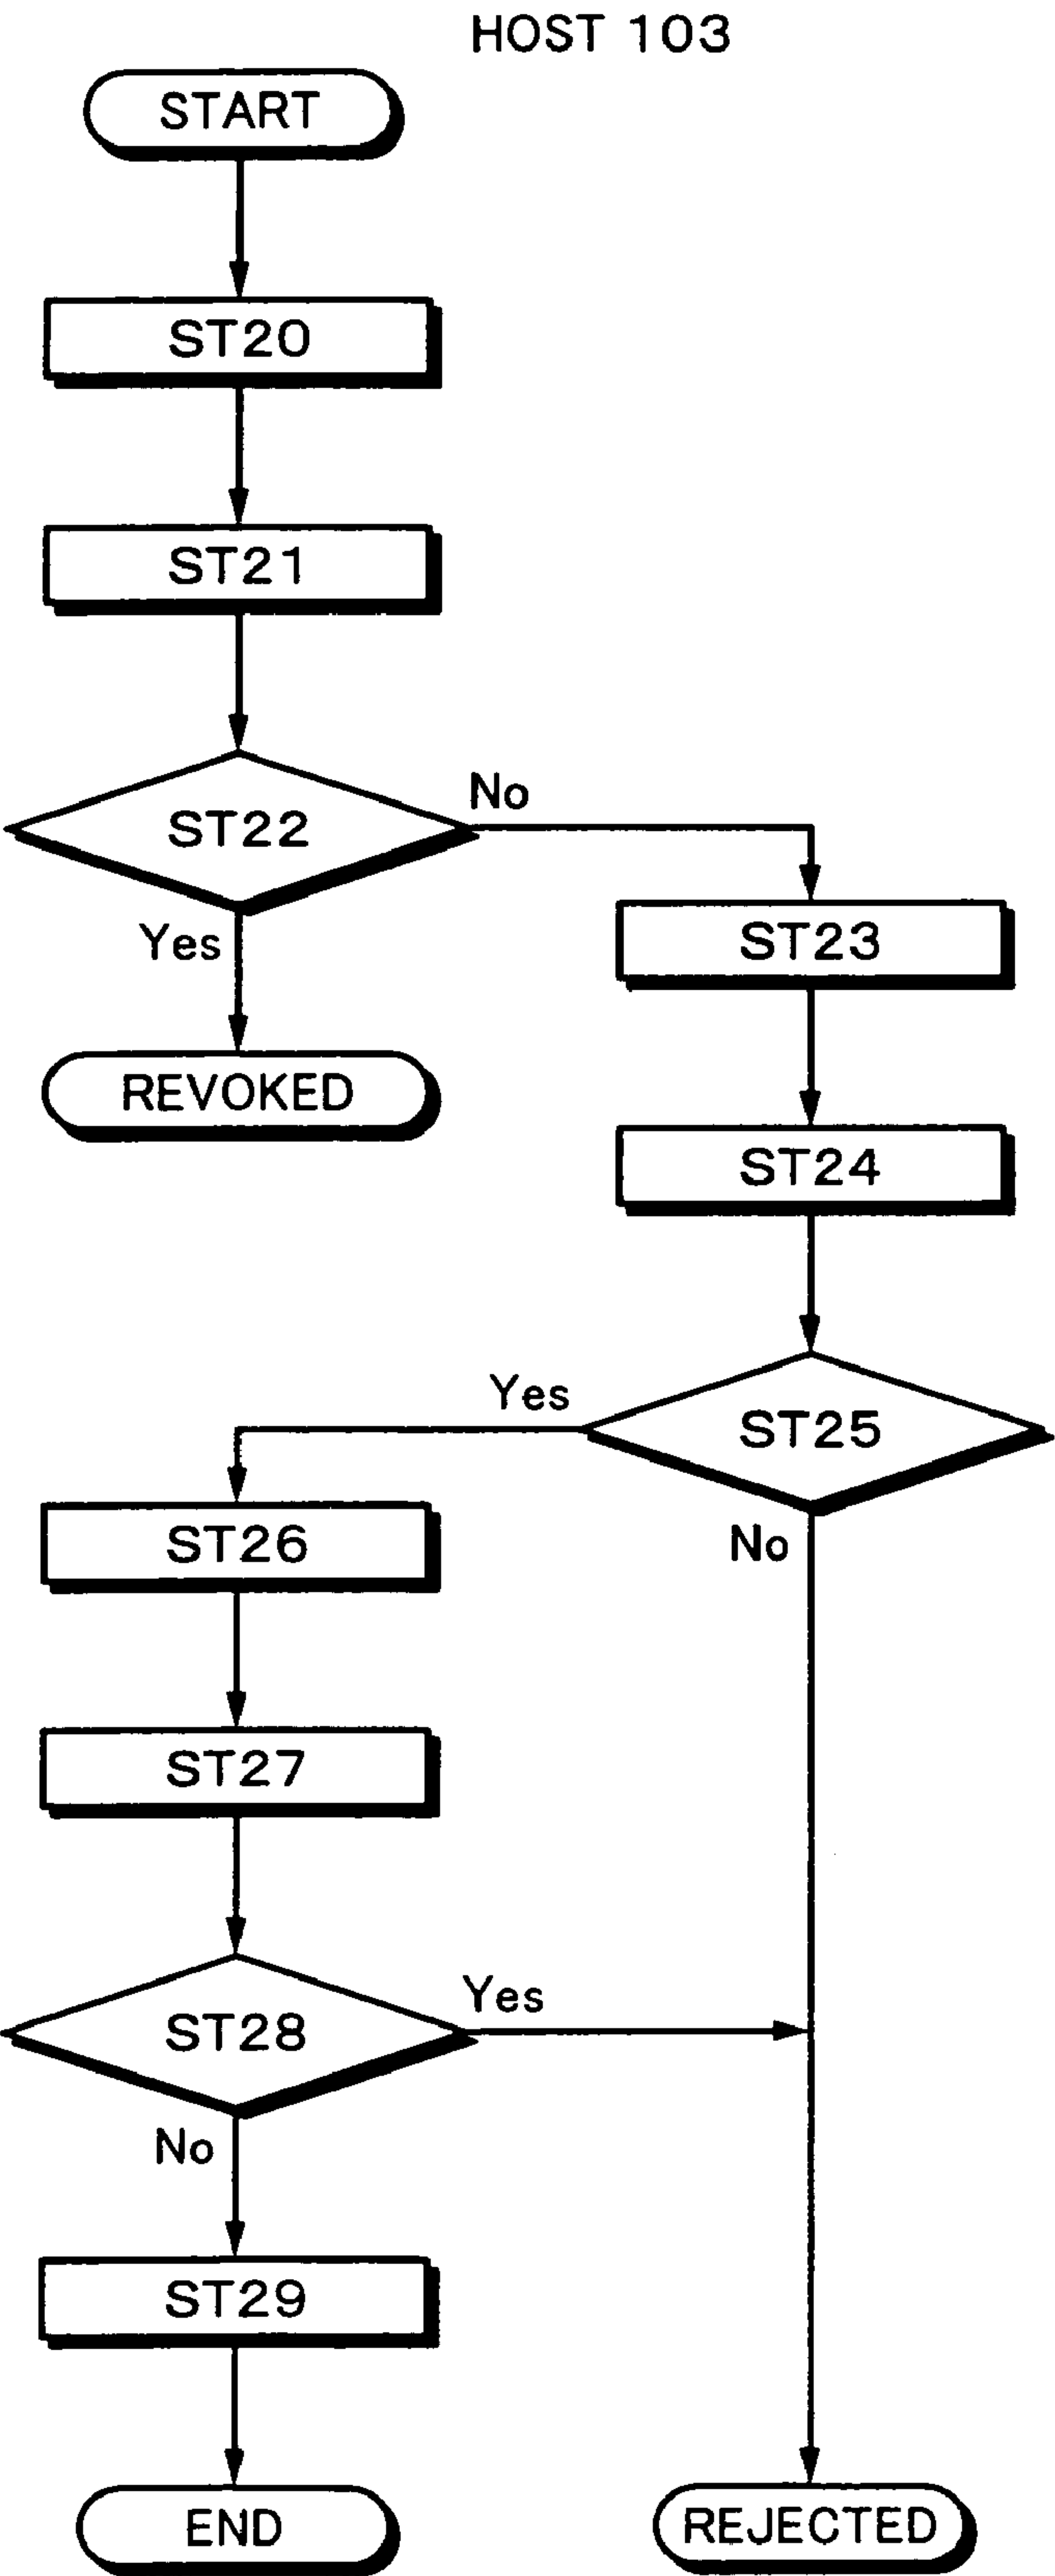 HOST 103
START
ST20
ST21
ST22
No
Yes
ST23
REVOKED
ST24
Yes
ST25
No
ST26
ST27
ST28
Yes
No
ST29
END
REJECTED